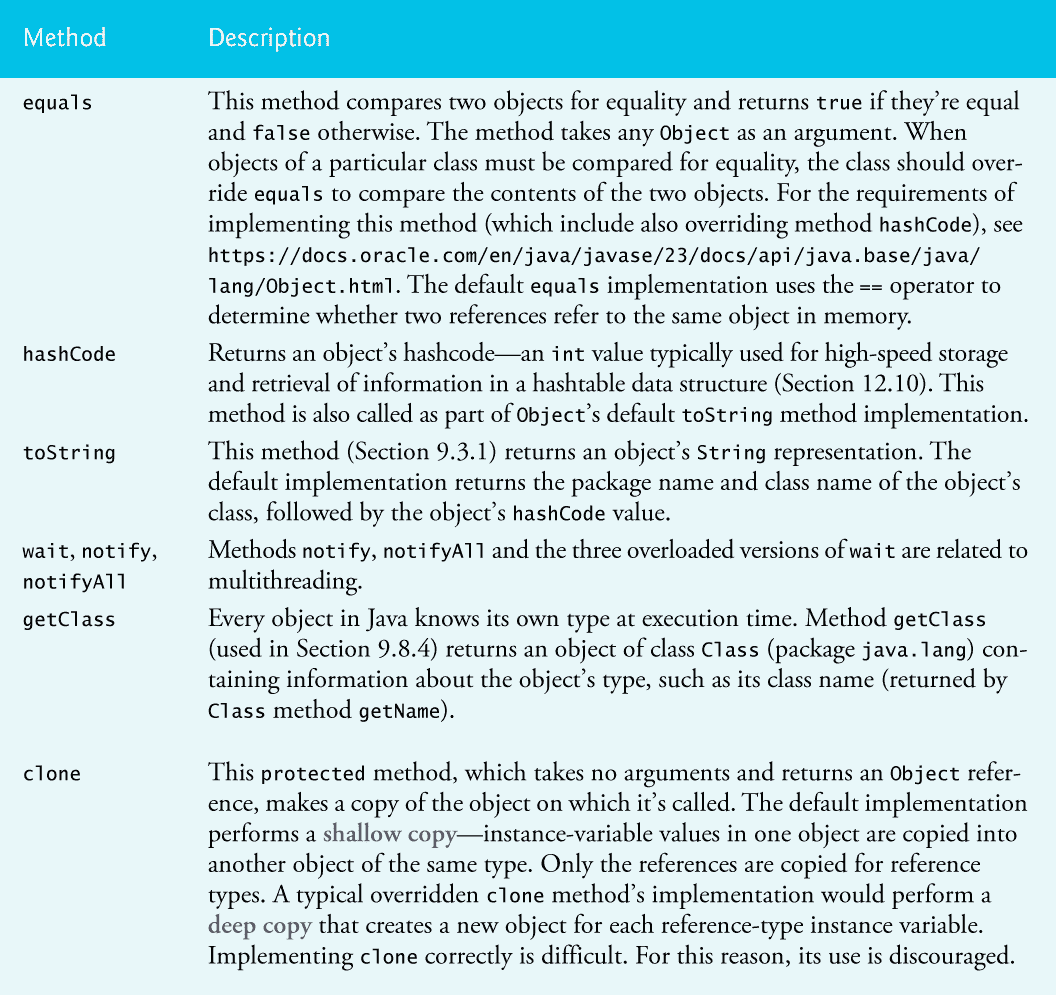 Method Description
equals This method compares two objects for equality and returns true if they’re equal
and false otherwise. The method takes any Object as an argument. When
objects of a particular class must be compared for equality, the class should over-
ride equals to compare the contents of the two objects. For the requirements of
implementing this method (which include also overriding method hashCode), see
https://docs.oracle.com/en/java/javase/23/docs/api/java.base/java/
lang/Object.html. The default equals implementation uses the == operator to
determine whether two references refer to the same object in memory.
hashCode Returns an object’s hashcode—an int value typically used for high-speed storage
and retrieval of information in a hashtable data structure (Section 12.10). This
method is also called as part of Object’s default toString method implementation.
toString This method (Section 9.3.1) returns an object’s String representation. The
default implementation returns the package name and class name of the object’s
class, followed by the object’s hashCode value.
wait, notify, Methods notify, notifyAll and the three overloaded versions of wait are related to
notifyAll multithreading.
getClass Every object in Java knows its own type at execution time. Method getClass
(used in Section 9.8.4) returns an object of class Class (package java.lang) con-
taining information about the object’s type, such as its class name (returned by
Class method getName).
clone This protected method, which takes no arguments and returns an Object refer-
ence, makes a copy of the object on which it’s called. The default implementation
performs a shallow copy—instance-variable values in one object are copied into
another object of the same type. Only the references are copied for reference
types. A typical overridden clone method’s implementation would perform a
deep copy that creates a new object for each reference-type instance variable.
Implementing clone correctly is difficult. For this reason, its use is discouraged.